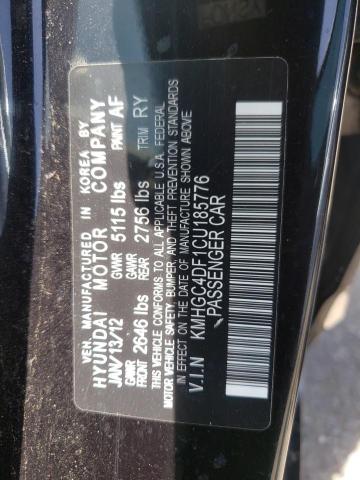 VEH. MANUFACTURED IN KOREA BY
HYUNDAI MOTOR COMPANY
JAN/13/12 GVWR 5115 lbs PAINT AF
GAWR FRONT 2646 lbs GAWR REAR 2756 lbs TRIM RY
THIS VEHICLE CONFORMS TO ALL APPLICABLE U.S.A. FEDERAL
MOTOR VEHICLE SAFETY, BUMPER, AND THEFT PREVENTION STANDARDS
IN EFFECT ON THE DATE OF MANUFACTURE SHOWN ABOVE.
V.I.N KMHGC4DF1CU185776
PASSENGER CAR